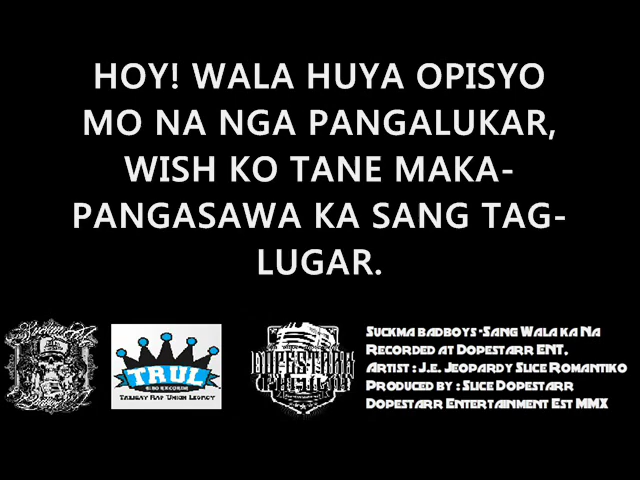 HOY! WALA HUYA OPISYO
MO NA NGA PANGALUKAR,
WISH KO TANE MAKA-
PANGASAWA KA SANG TAG-
LUGAR.
TRUL
Talisay Rap Union Legacy
DOPESTARR
Suckma badboys -Sang Wala ka Na
Recorded at Dopestarr ENT.
Artist : J.E. Jeopardy Slice Romantiko
Produced by : Slice Dopestarr
Dopestarr Entertainment Est MMX